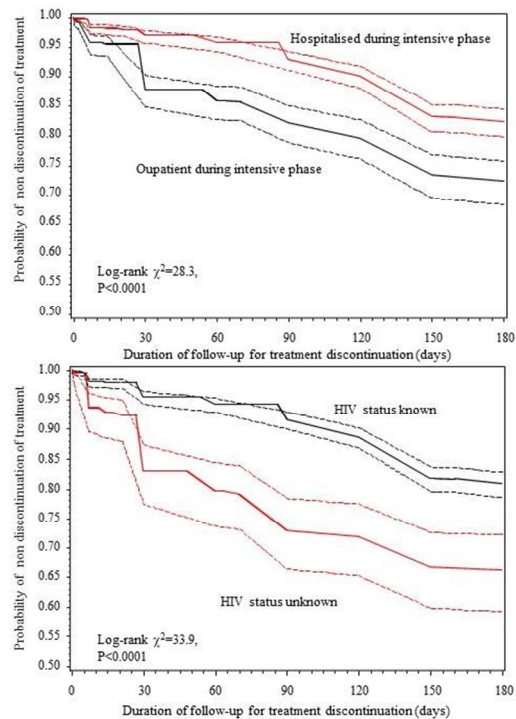 Probability of non discontinuation of treatment
1.00
0.95
0.90
0.85
0.80
0.75
0.70
0.65
0.60
0.55
0.50
Hospitalised during intensive phase
Oupatient during intensive phase
Log-rank χ²=28.3,
P<0.0001
0 30 60 90 120 150 180
Duration of follow-up for treatment discontinuation (days)
Probability of non discontinuation of treatment
1.00
0.95
0.90
0.85
0.80
0.75
0.70
0.65
0.60
0.55
0.50
HIV status known
HIV status unknown
Log-rank χ²=33.9,
P<0.0001
0 30 60 90 120 150 180
Duration of follow-up for treatment discontinuation (days)